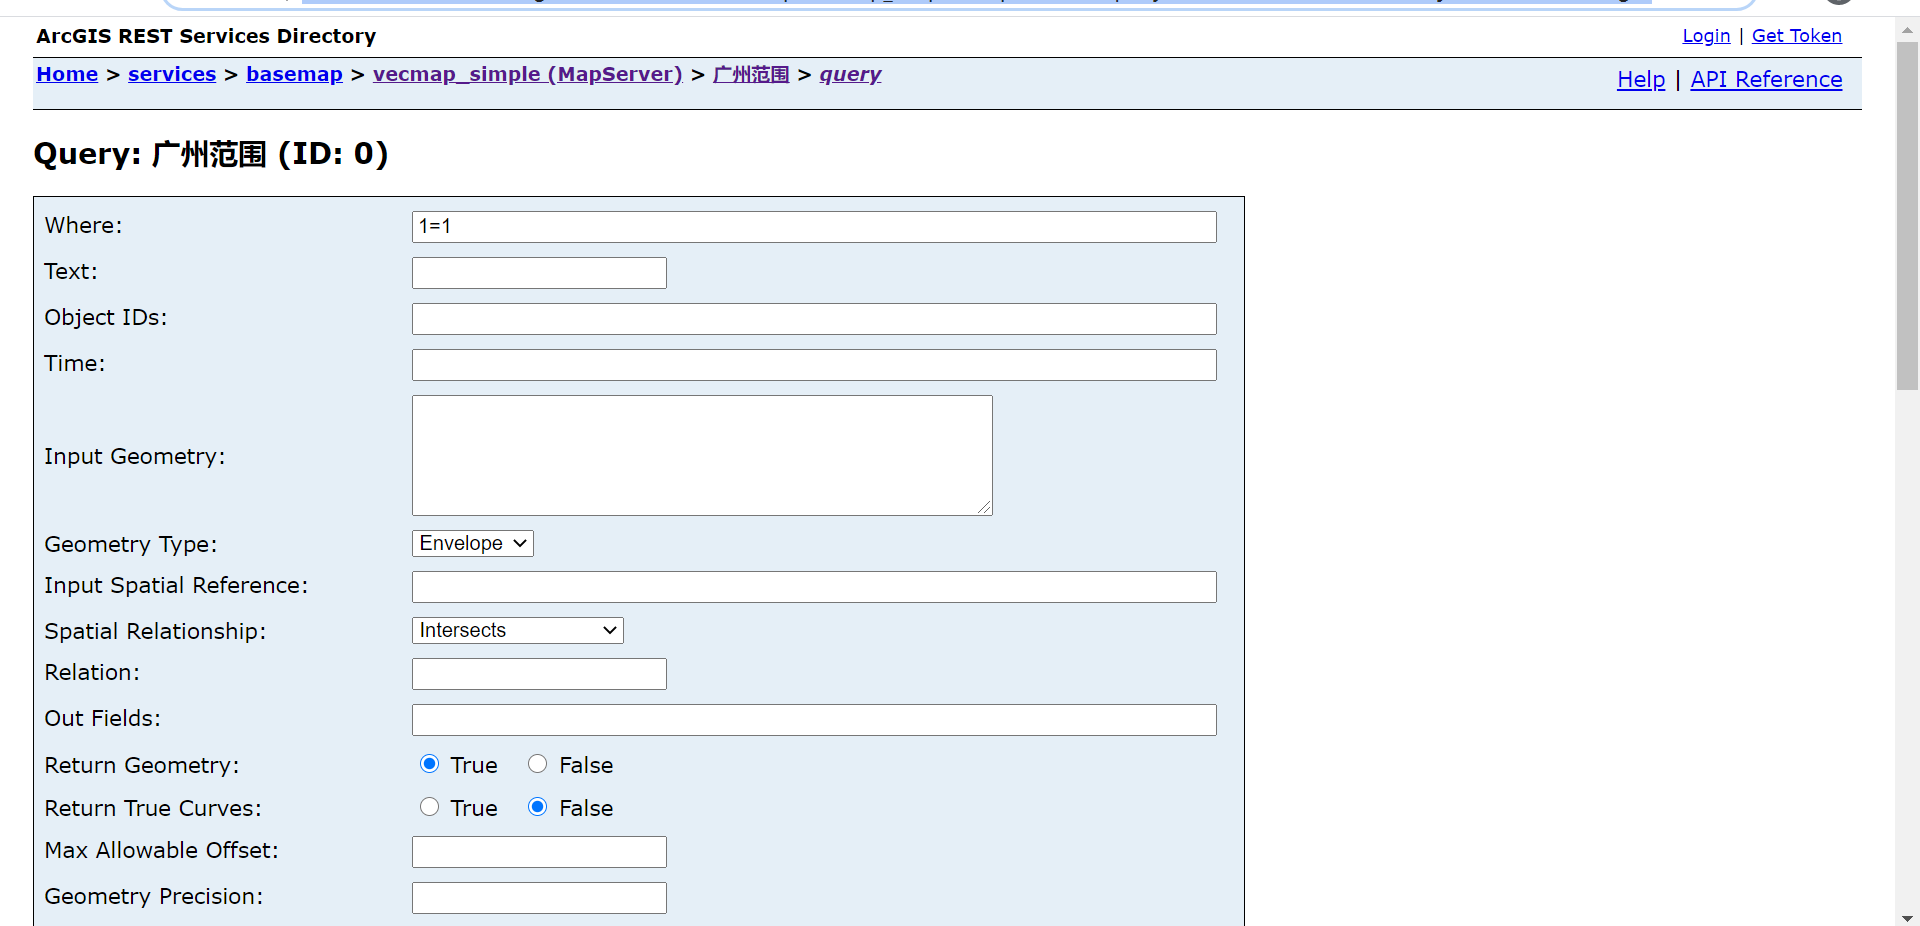 ArcGIS REST Services Directory
Login | Get Token
Home > services > basemap > vecmap_simple (MapServer) > 广州范围 > query
Help | API Reference
Query: 广州范围 (ID: 0)
Where:
1=1
Text:
Object IDs:
Time:
Input Geometry:
Geometry Type:
Envelope
Input Spatial Reference:
Spatial Relationship:
Intersects
Relation:
Out Fields:
Return Geometry:
True False
Return True Curves:
True False
Max Allowable Offset:
Geometry Precision: